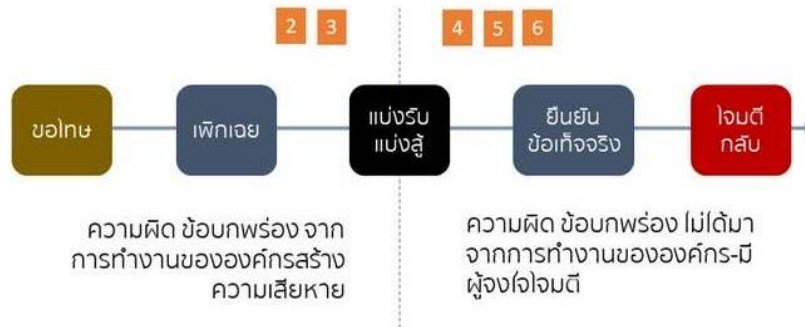 2 3 4 5 6
ขอโทษ
เพิกเฉย
แบ่งรับ
แบ่งสู้
ยืนยัน
ข้อเท็จจริง
โจมตี
กลับ
ความผิด ข้อบกพร่อง จาก
การทำงานขององค์กรสร้าง
ความเสียหาย
ความผิด ข้อบกพร่อง ไม่ได้มา
จากการทำงานขององค์กร-มี
ผู้จงใจโจมตี